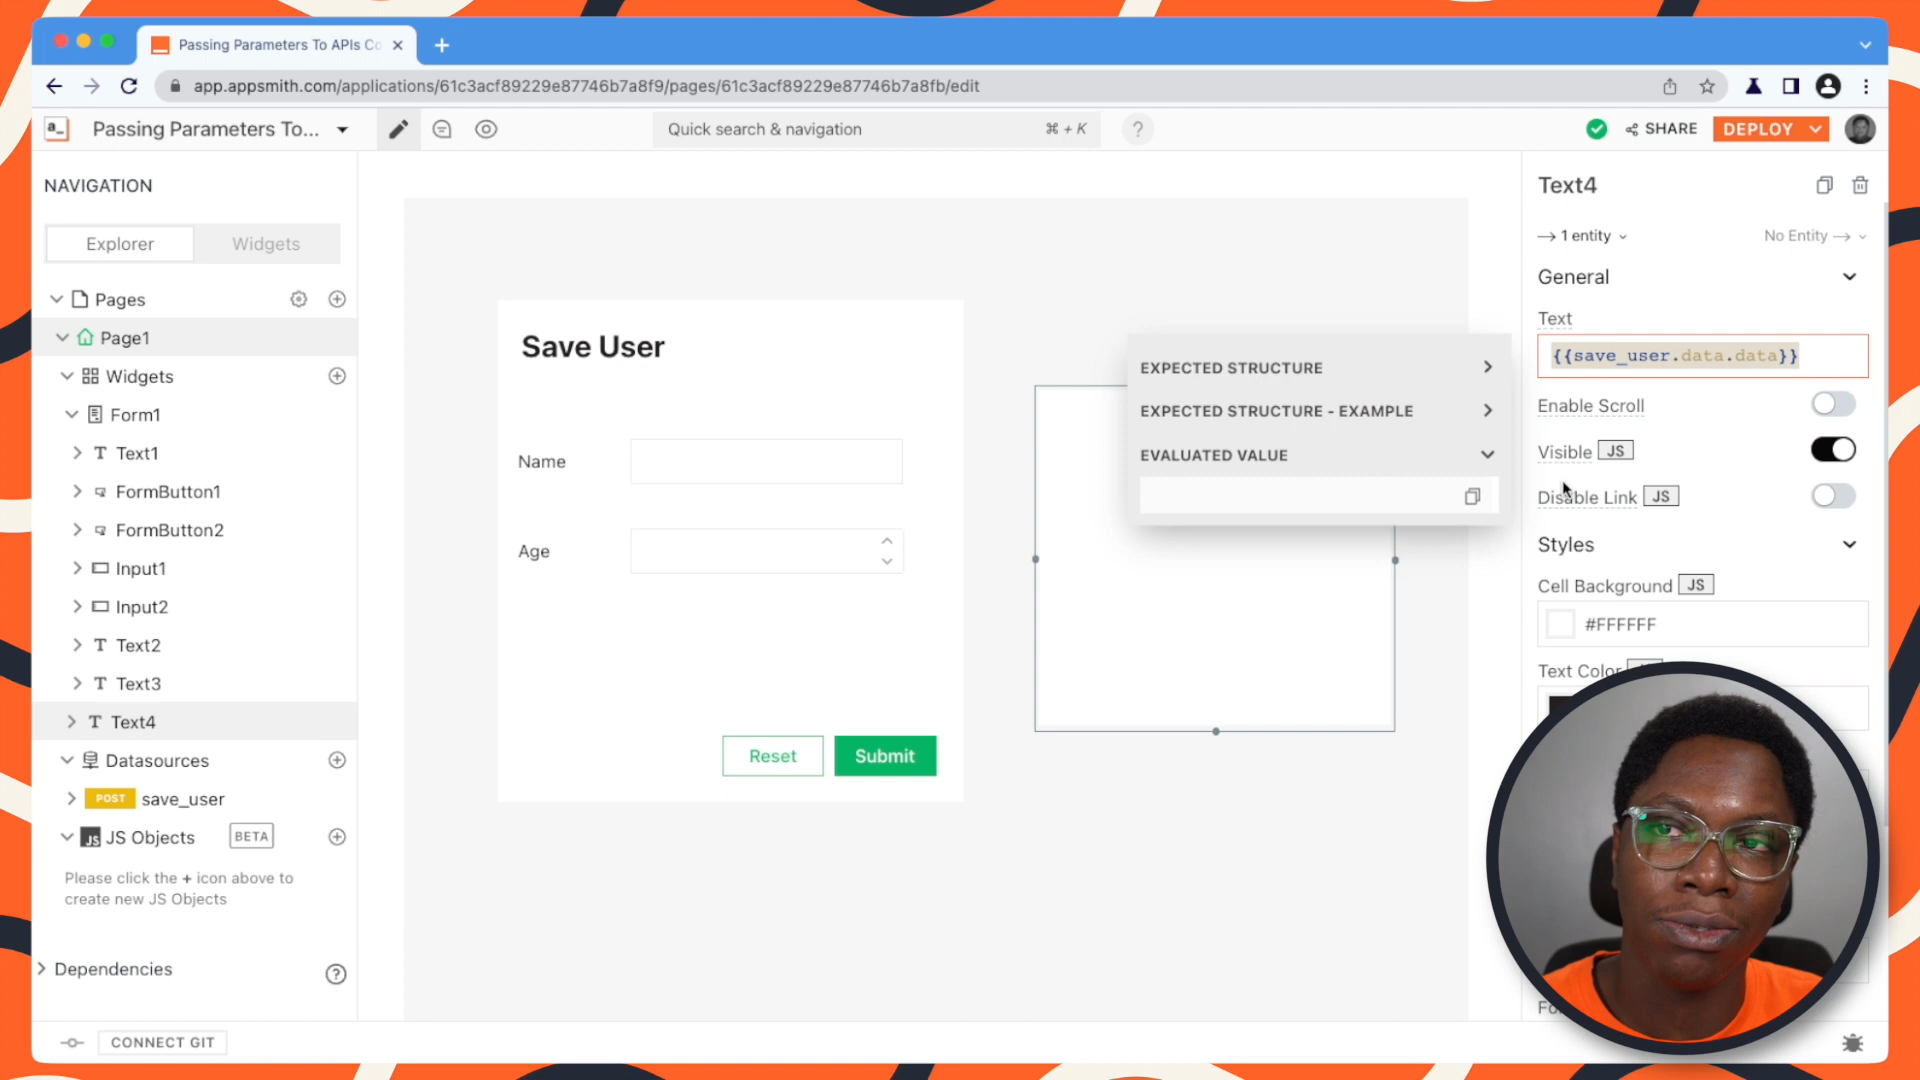 Passing Parameters To APIs Co
app.appsmith.com/applications/61c3acf89229e87746b7a8f9/pages/61c3acf89229e87746b7a8fb/edit
a_
Passing Parameters To...
Quick search & navigation
⌘ + K
?
SHARE
DEPLOY
NAVIGATION
Explorer
Widgets
Pages
Page1
Widgets
Form1
Text1
FormButton1
FormButton2
Input1
Input2
Text2
Text3
Text4
Datasources
POST save_user
JS Objects BETA
Please click the + icon above to
create new JS Objects
Dependencies
CONNECT GIT
Save User
Name
Age
Reset
Submit
EXPECTED STRUCTURE
EXPECTED STRUCTURE - EXAMPLE
EVALUATED VALUE
Text4
1 entity
No Entity
General
Text
{{save_user.data.data}}
Enable Scroll
Visible JS
Disable Link JS
Styles
Cell Background JS
#FFFFFF
Text Color